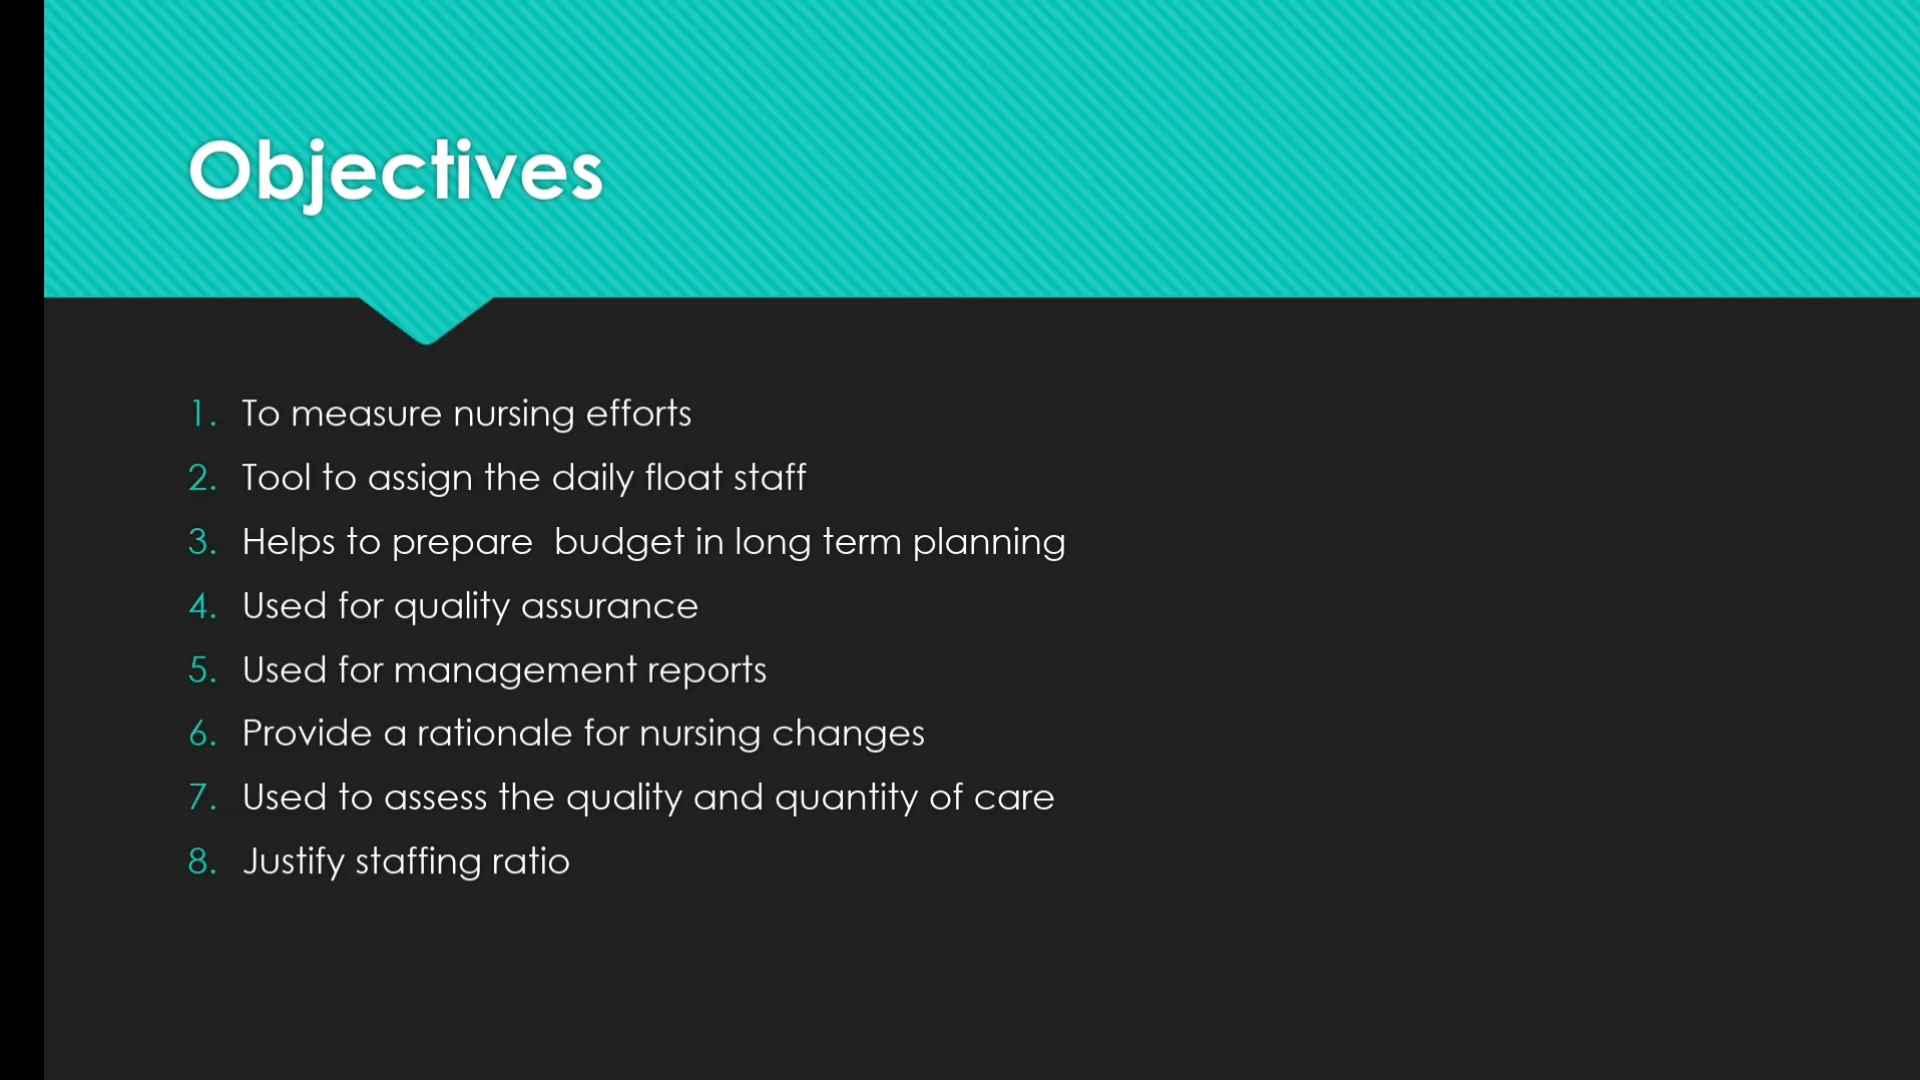 Objectives
1. To measure nursing efforts
2. Tool to assign the daily float staff
3. Helps to prepare  budget in long term planning
4. Used for quality assurance
5. Used for management reports
6. Provide a rationale for nursing changes
7. Used to assess the quality and quantity of care
8. Justify staffing ratio